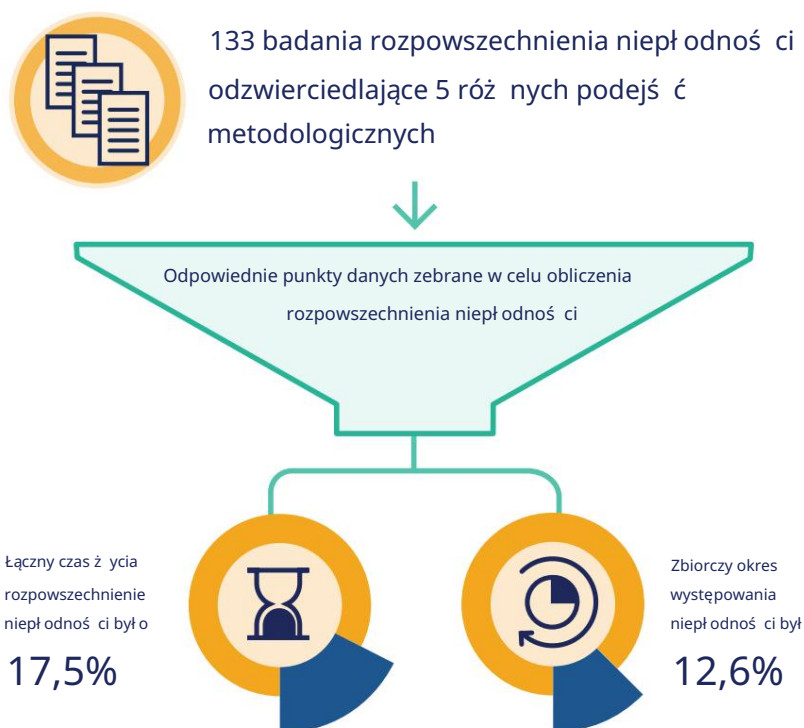 133 badania rozpowszechnienia niepł odnoś ci
odzwierciedlające 5 róż nych podejś ć
metodologicznych
Odpowiednie punkty danych zebrane w celu obliczenia
rozpowszechnienia niepł odnoś ci
Łączny czas ż ycia
rozpowszechnienie
niepł odnoś ci był o
17,5%
Zbiorczy okres
występowania
niepł odnoś ci był
12,6%